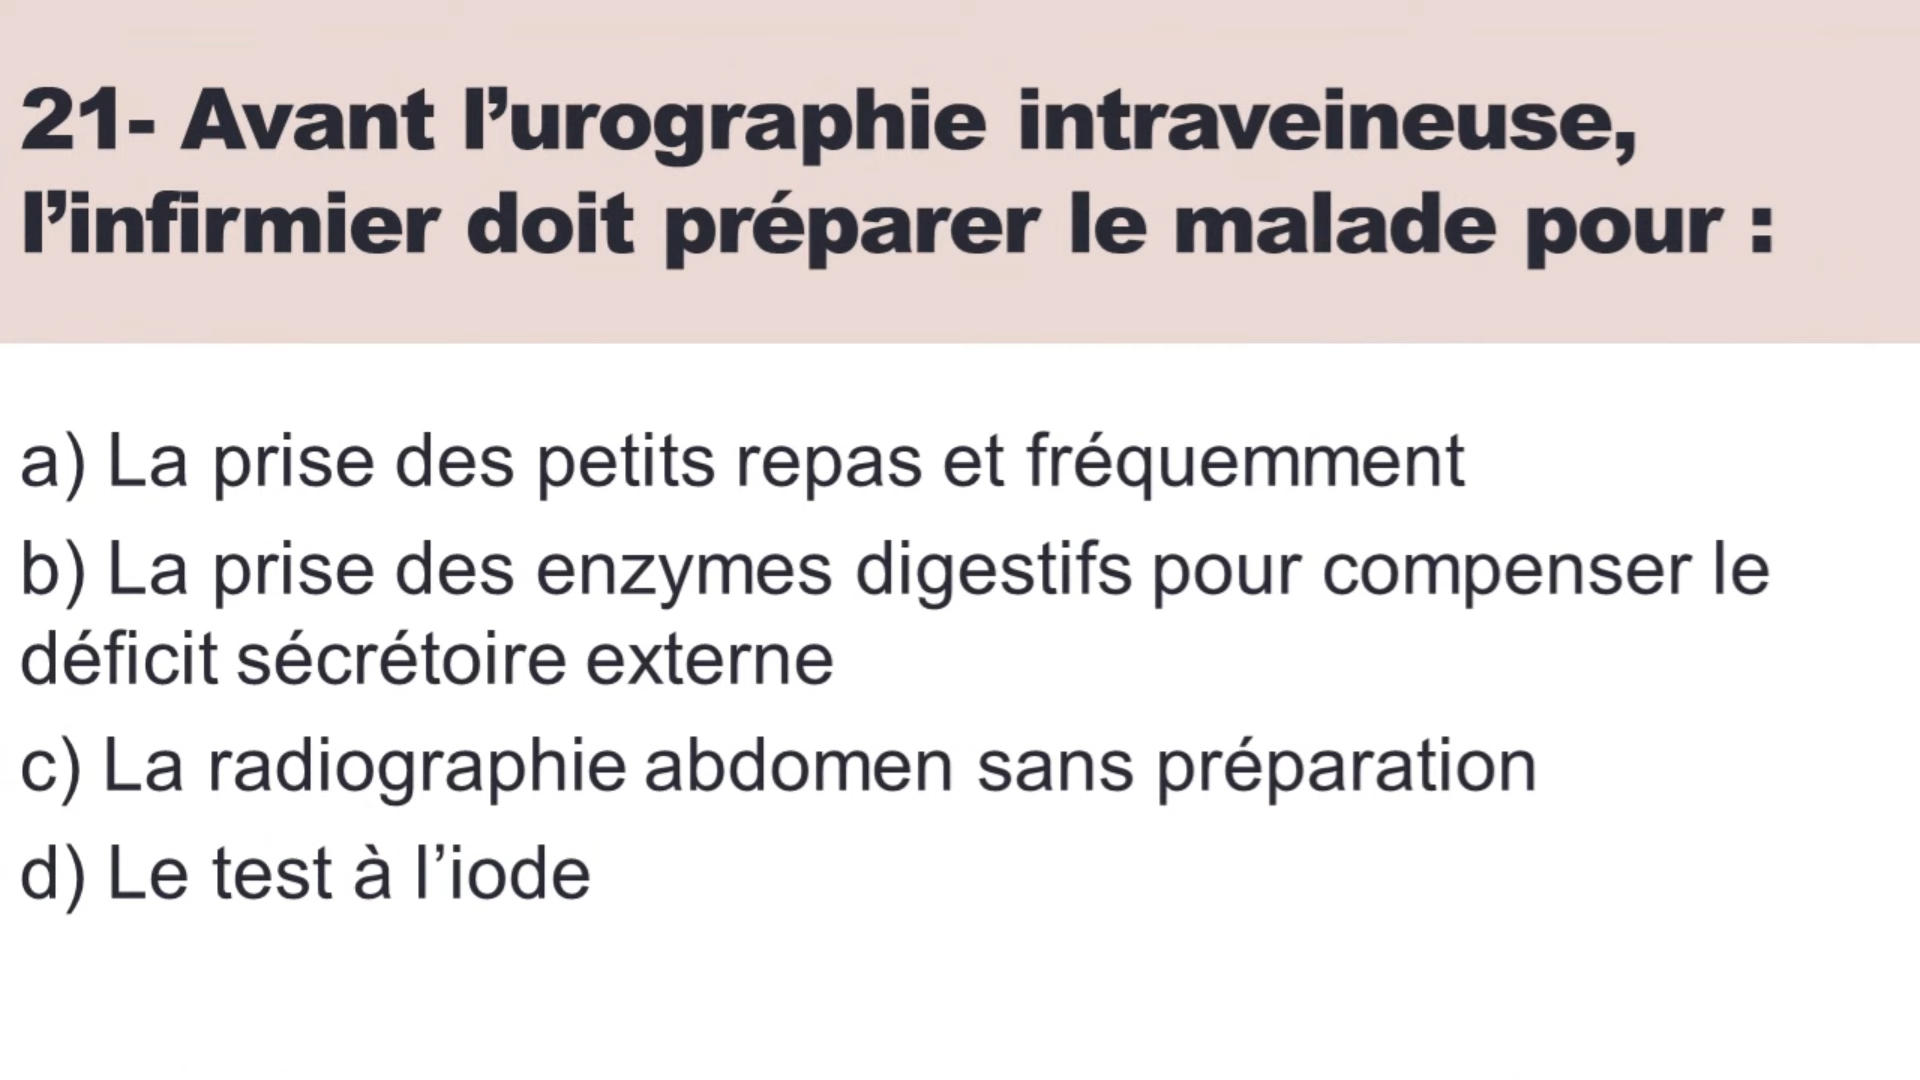 21- Avant l’urographie intraveineuse,
l’infirmier doit préparer le malade pour :
a) La prise des petits repas et fréquemment
b) La prise des enzymes digestifs pour compenser le
déficit sécrétoire externe
c) La radiographie abdomen sans préparation
d) Le test à l’iode